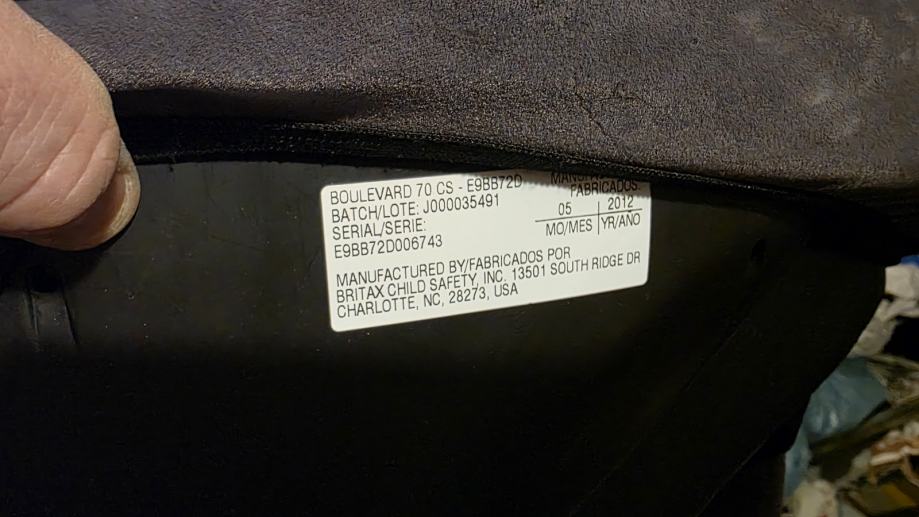 BOULEVARD 70 CS - E9BB72D
BATCH/LOTE: J000035491
SERIAL/SERIE:
E9BB72D006743
FABRICADOS:
05 2012
MO/MES YR/AÑO
MANUFACTURED BY/FABRICADOS POR
BRITAX CHILD SAFETY, INC. 13501 SOUTH RIDGE DR
CHARLOTTE, NC, 28273, USA